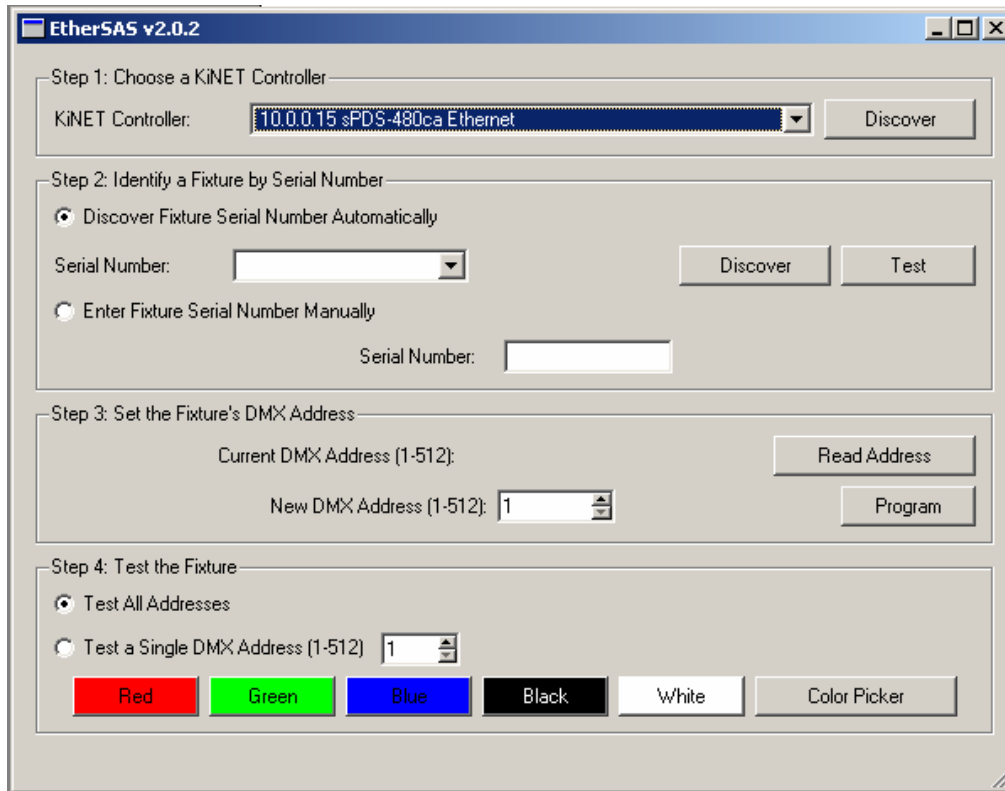 EtherSAS v2.0.2
Step 1: Choose a KiNET Controller
KiNET Controller: 10.0.0.15 sPDS-480ca Ethernet Discover
Step 2: Identify a Fixture by Serial Number
Discover Fixture Serial Number Automatically
Serial Number: Discover Test
Enter Fixture Serial Number Manually
Serial Number:
Step 3: Set the Fixture's DMX Address
Current DMX Address (1-512): Read Address
New DMX Address (1-512): 1 Program
Step 4: Test the Fixture
Test All Addresses
Test a Single DMX Address (1-512) 1
Red Green Blue Black White Color Picker